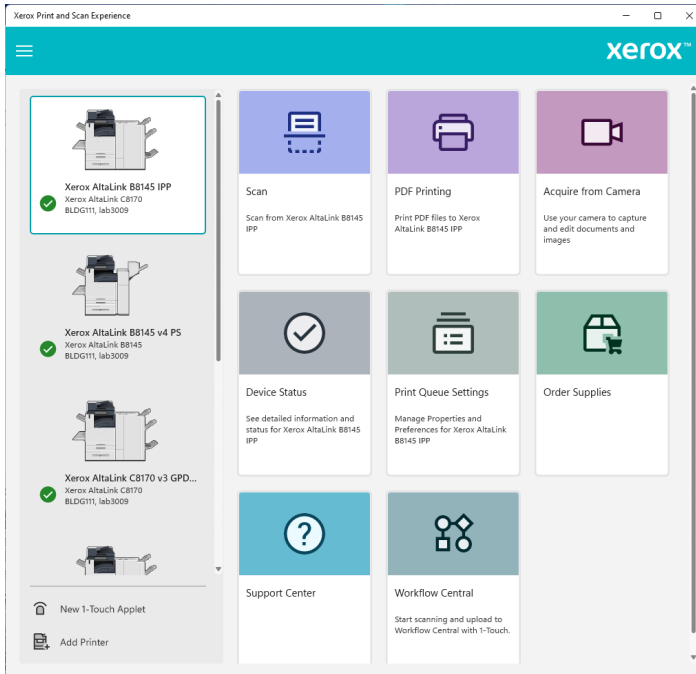 Xerox Print and Scan Experience
xerox™
Xerox AltaLink B8145 IPP
Xerox AltaLink C8170
BLDG111, lab3009
Xerox AltaLink B8145 v4 PS
Xerox AltaLink B8145
BLDG111, lab3009
Xerox AltaLink C8170 v3 GPD...
Xerox AltaLink C8170
BLDG111, lab3009
New 1-Touch Applet
Add Printer
Scan
Scan from Xerox AltaLink B8145
IPP
PDF Printing
Print PDF files to Xerox
AltaLink B8145 IPP
Acquire from Camera
Use your camera to capture
and edit documents and
images
Device Status
See detailed information and
status for Xerox AltaLink B8145
IPP
Print Queue Settings
Manage Properties and
Preferences for Xerox AltaLink
B8145 IPP
Order Supplies
Support Center
Workflow Central
Start scanning and upload to
Workflow Central with 1-Touch.